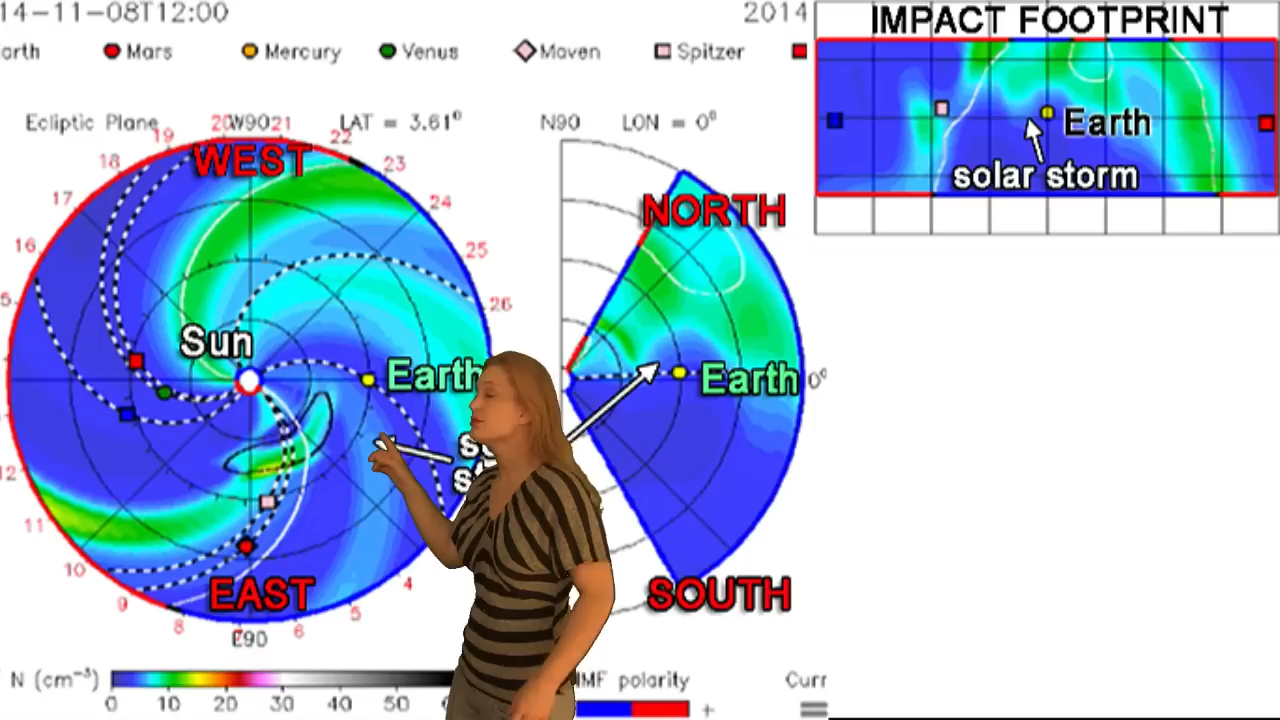 14-11-08T12:00
2014
IMPACT FOOTPRINT
arth
Mars
Mercury
Venus
Maven
Spitzer
Ecliptic Plane
W90
LAT = 3.61°
N90
LON = 0°
WEST
19
20
21
22
18
23
17
24
16
25
26
NORTH
Earth
solar storm
Sun
Earth
Earth
0°
12
11
10
9
8
7
6
5
4
EAST
SOUTH
E90
N (cm⁻³)
0 10 20 30 40 50
IMF polarity
+
Curr